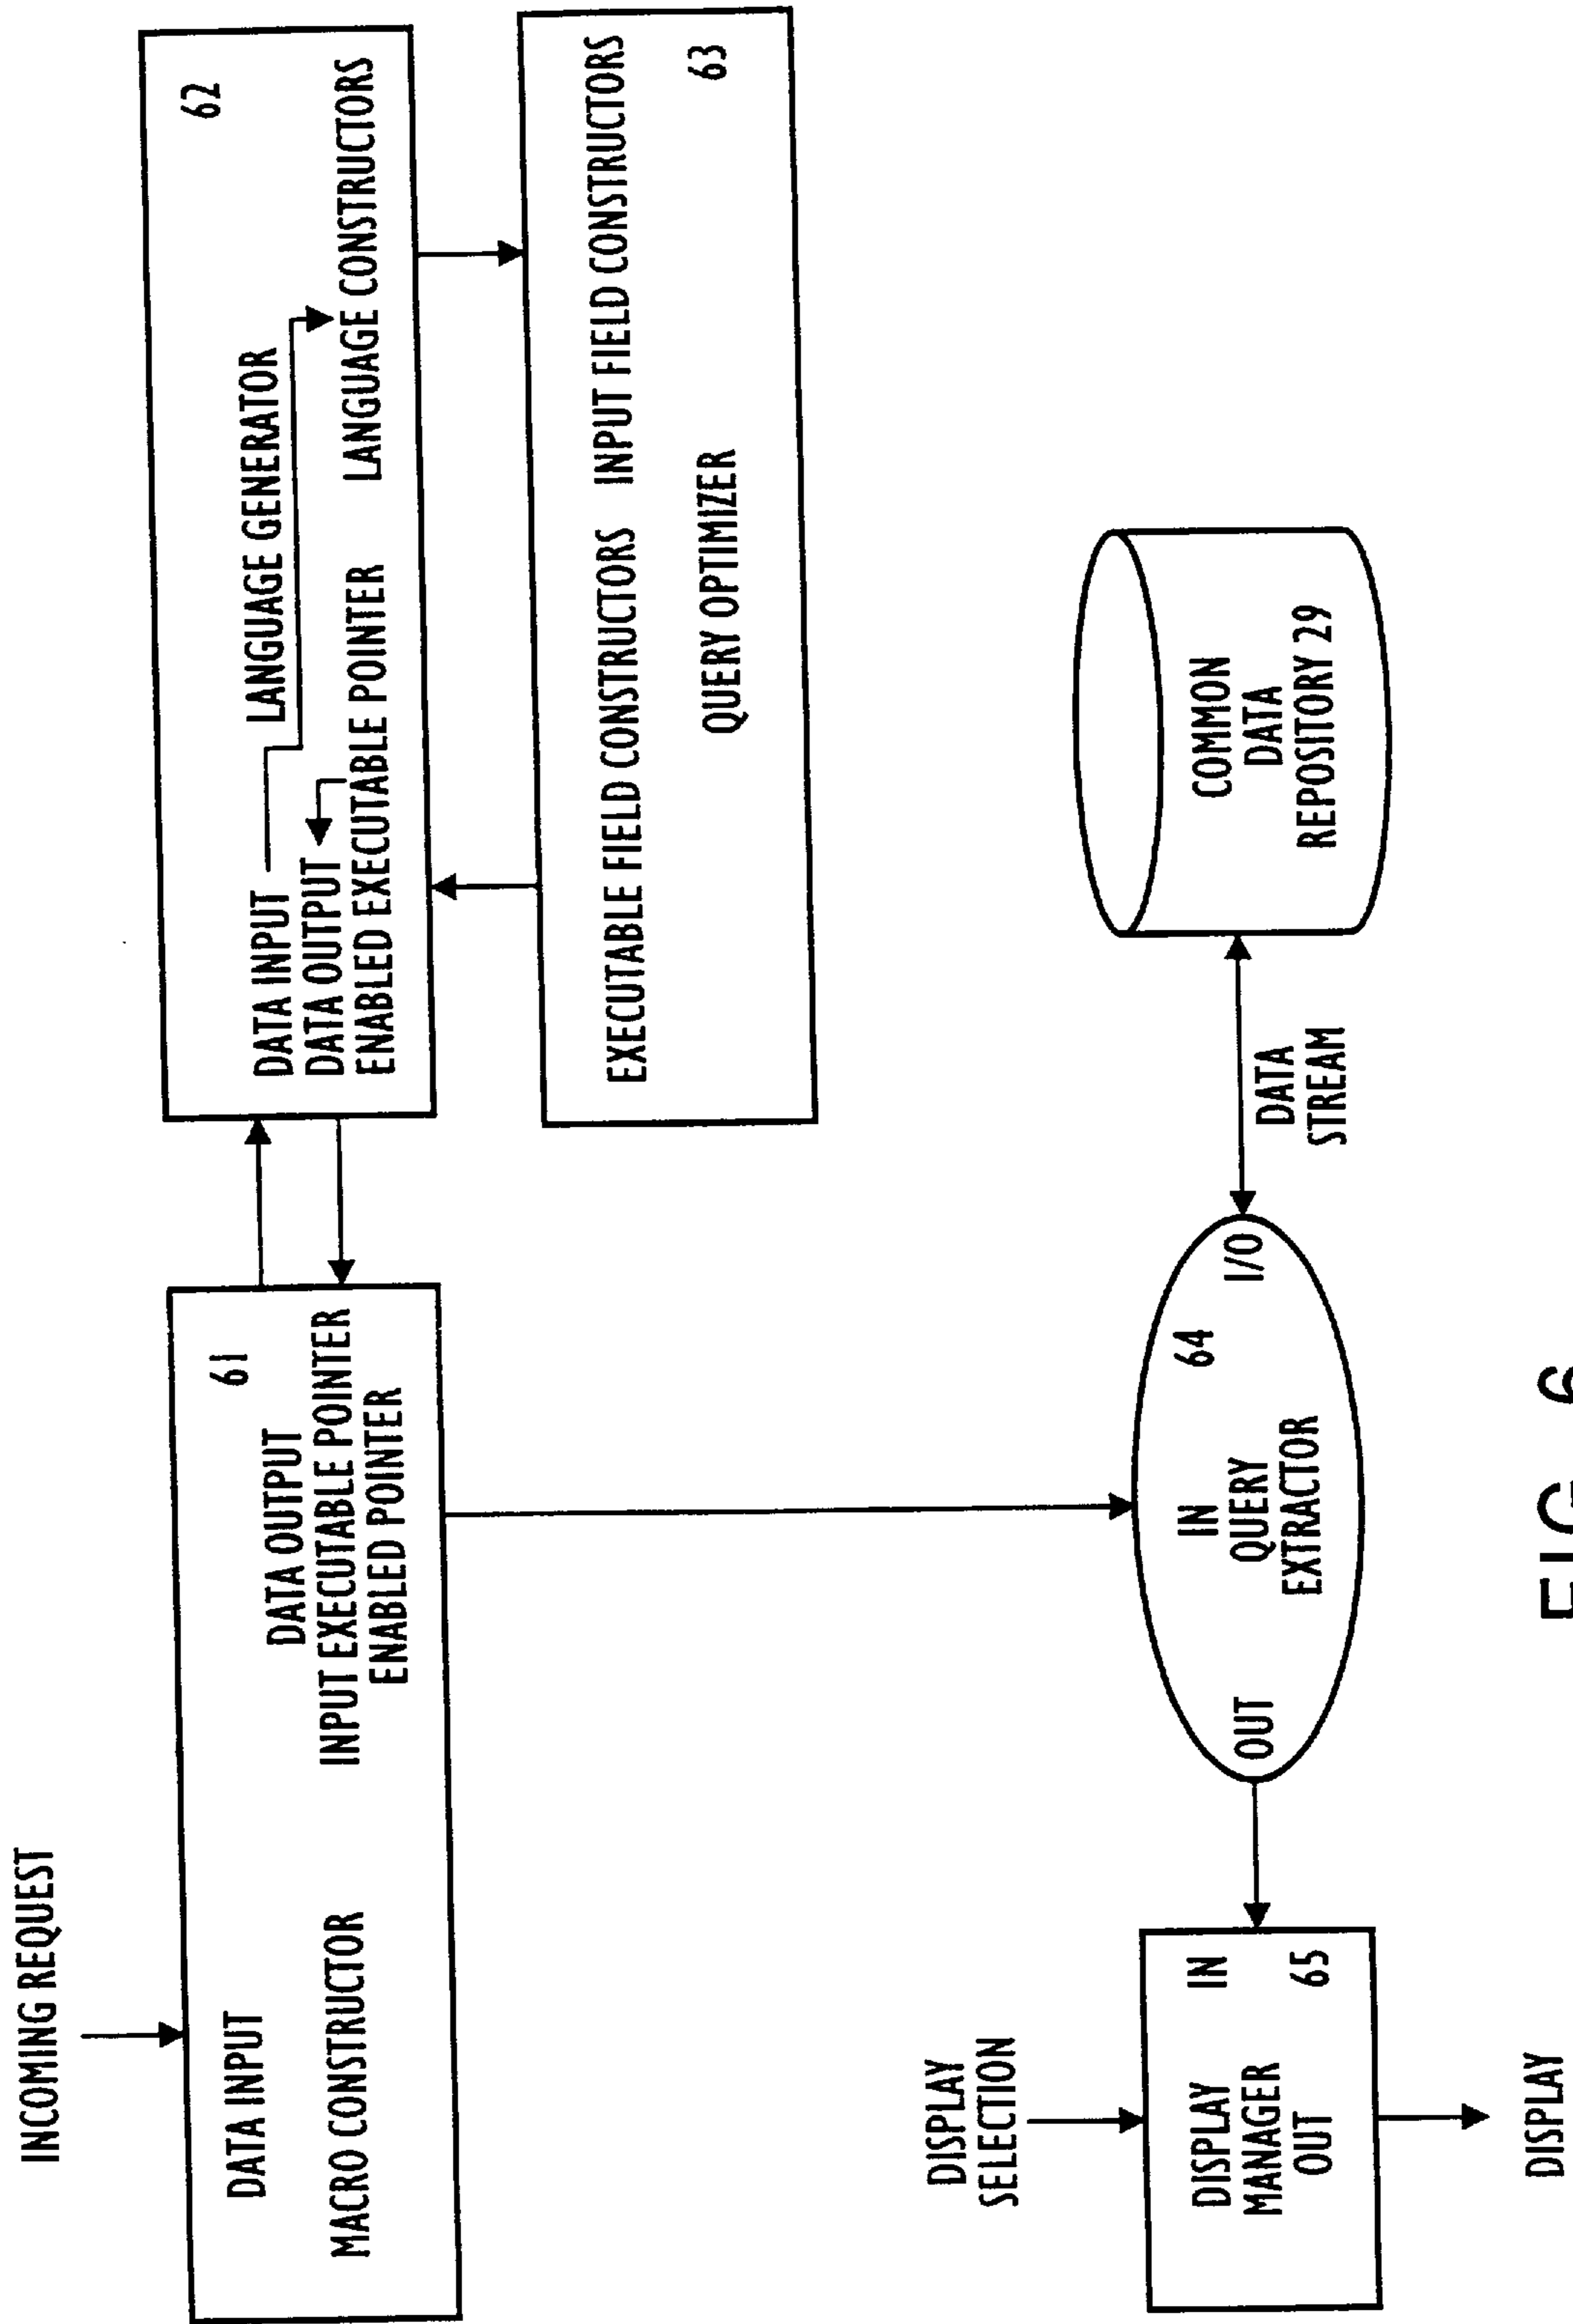 INCOMING REQUEST
DATA INPUT
MACRO CONSTRUCTOR
61
DATA OUTPUT
INPUT EXECUTABLE POINTER
ENABLED POINTER
62
LANGUAGE GENERATOR
DATA INPUT
DATA OUTPUT
ENABLED EXECUTABLE POINTER
LANGUAGE CONSTRUCTORS
EXECUTABLE FIELD CONSTRUCTORS
INPUT FIELD CONSTRUCTORS
QUERY OPTIMIZER
63
DISPLAY
SELECTION
DISPLAY
MANAGER
OUT
IN
65
DISPLAY
OUT
IN
QUERY
EXTRACTOR
64
I/O
DATA
STREAM
COMMON
DATA
REPOSITORY 29
FIG. 6